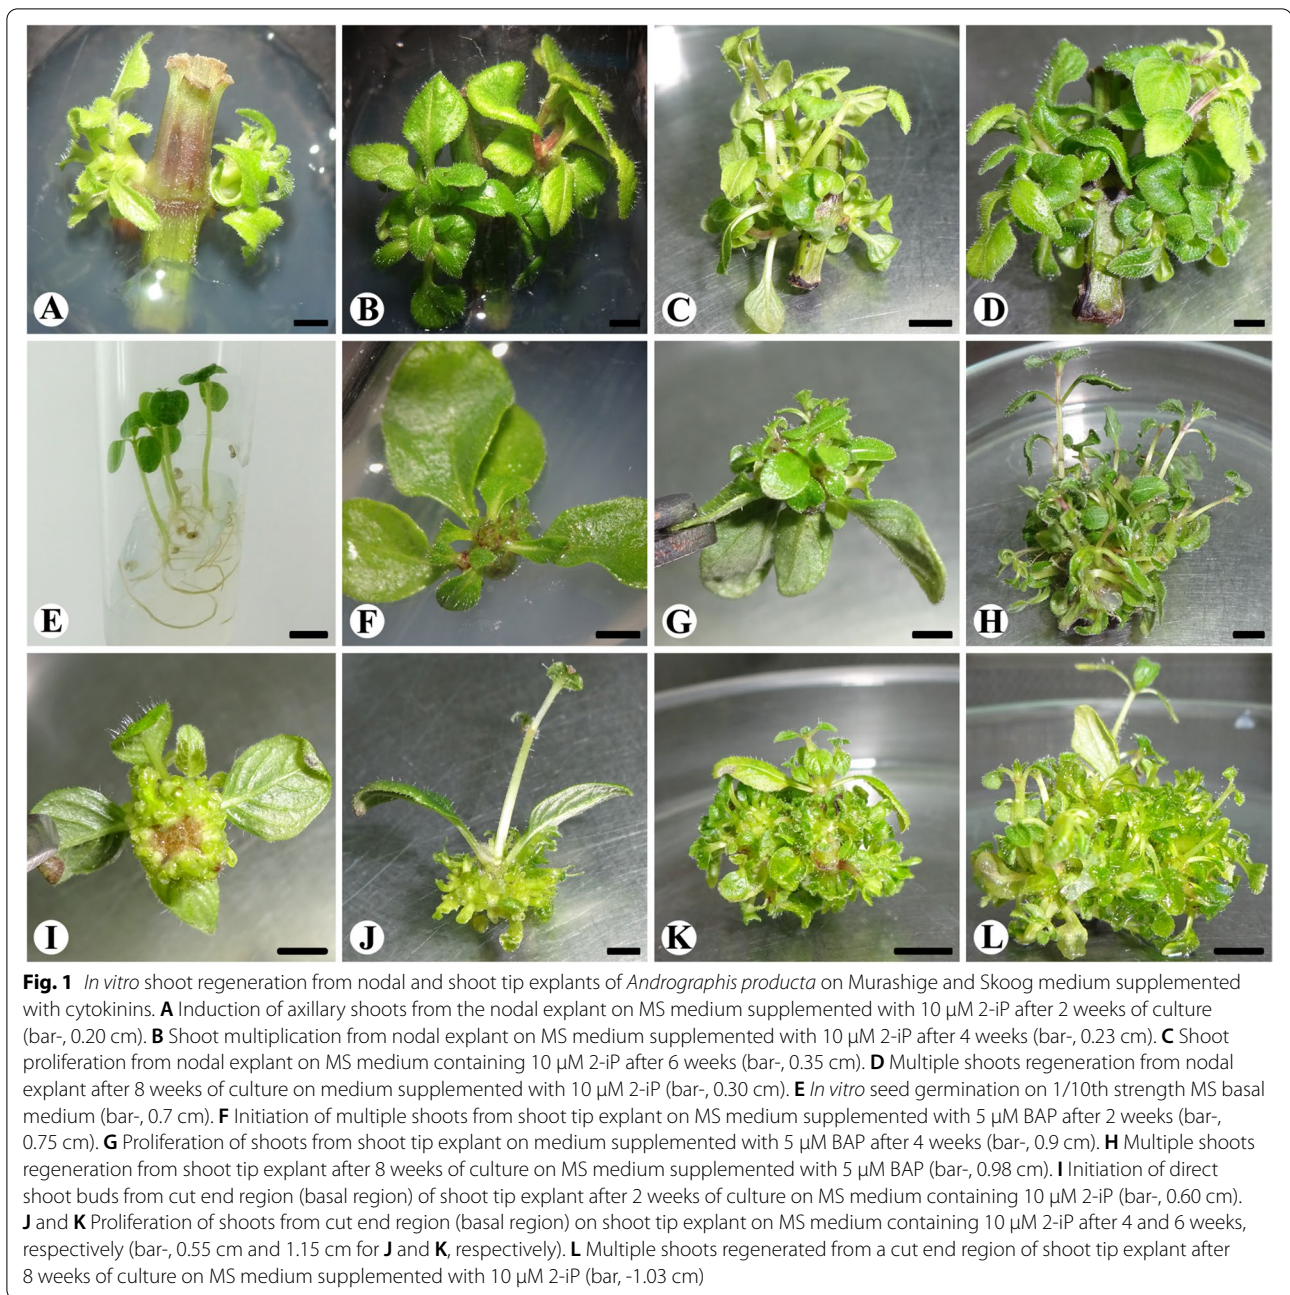 A
B
C
D
E
F
G
H
I
J
K
L
Fig. 1 In vitro shoot regeneration from nodal and shoot tip explants of Andrographis producta on Murashige and Skoog medium supplemented
with cytokinins. A Induction of axillary shoots from the nodal explant on MS medium supplemented with 10 µM 2-iP after 2 weeks of culture
(bar-, 0.20 cm). B Shoot multiplication from nodal explant on MS medium supplemented with 10 µM 2-iP after 4 weeks (bar-, 0.23 cm). C Shoot
proliferation from nodal explant on MS medium containing 10 µM 2-iP after 6 weeks (bar-, 0.35 cm). D Multiple shoots regeneration from nodal
explant after 8 weeks of culture on medium supplemented with 10 µM 2-iP (bar-, 0.30 cm). E In vitro seed germination on 1/10th strength MS basal
medium (bar-, 0.7 cm). F Initiation of multiple shoots from shoot tip explant on MS medium supplemented with 5 µM BAP after 2 weeks (bar-,
0.75 cm). G Proliferation of shoots from shoot tip explant on medium supplemented with 5 µM BAP after 4 weeks (bar-, 0.9 cm). H Multiple shoots
regeneration from shoot tip explant after 8 weeks of culture on MS medium supplemented with 5 µM BAP (bar-, 0.98 cm). I Initiation of direct
shoot buds from cut end region (basal region) of shoot tip explant after 2 weeks of culture on MS medium containing 10 µM 2-iP (bar-, 0.60 cm).
J and K Proliferation of shoots from cut end region (basal region) on shoot tip explant on MS medium containing 10 µM 2-iP after 4 and 6 weeks,
respectively (bar-, 0.55 cm and 1.15 cm for J and K, respectively). L Multiple shoots regenerated from a cut end region of shoot tip explant after
8 weeks of culture on MS medium supplemented with 10 µM 2-iP (bar, -1.03 cm)